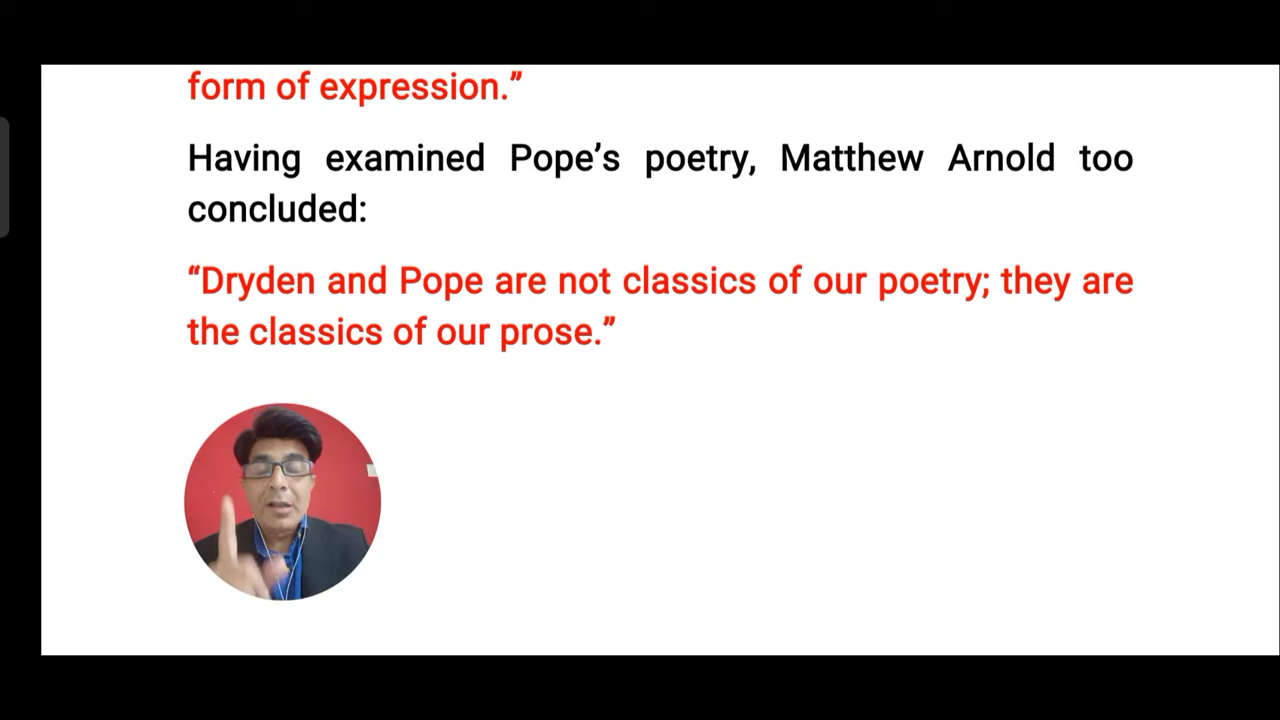 form of expression.”
Having examined Pope’s poetry, Matthew Arnold too
concluded:
“Dryden and Pope are not classics of our poetry; they are
the classics of our prose.”